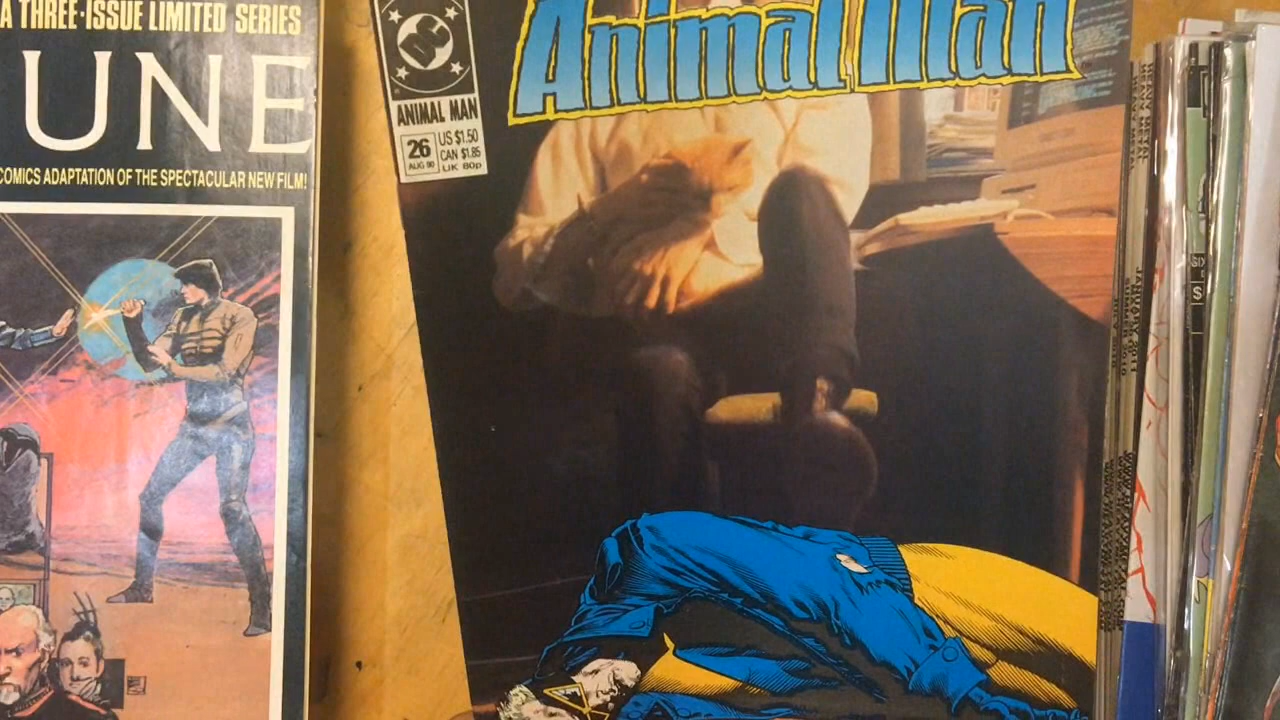 A THREE-ISSUE LIMITED SERIES
UNE
COMICS ADAPTATION OF THE SPECTACULAR NEW FILM!
DC
ANIMAL MAN
26
AUG 90
US $1.50
CAN $1.85
UK 80p
Animal Man